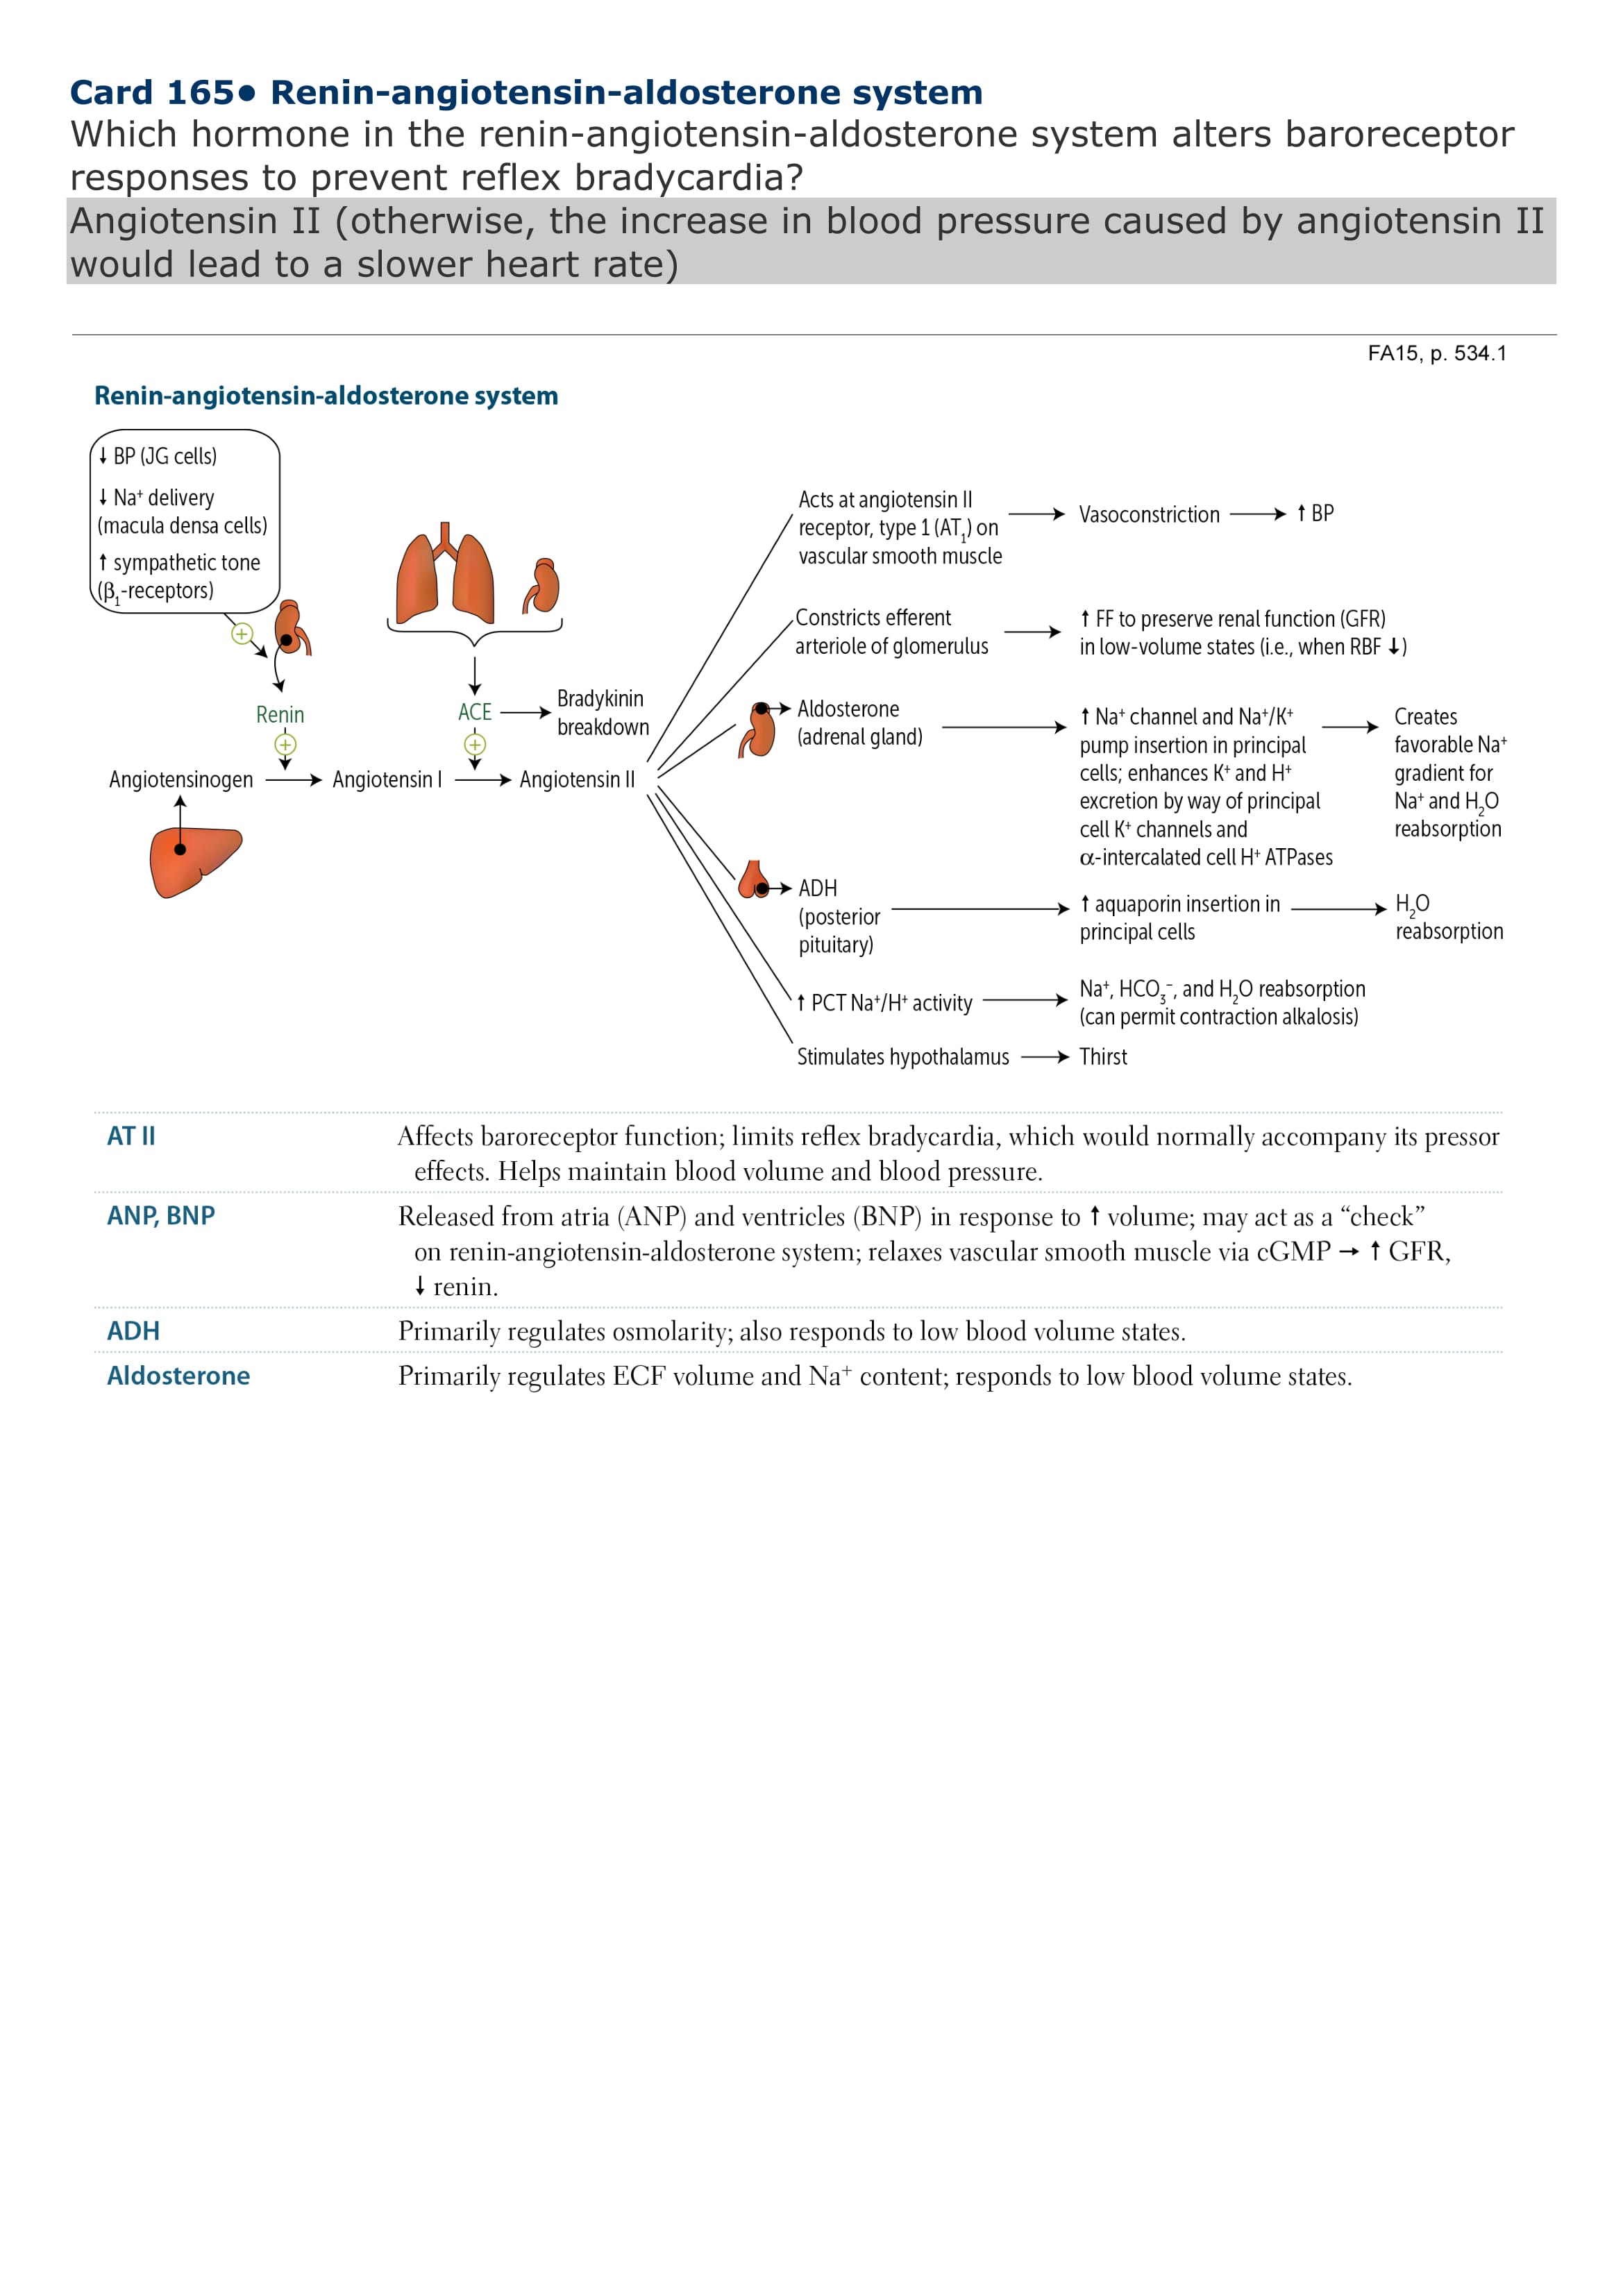 Card 165● Renin-angiotensin-aldosterone system
Which hormone in the renin-angiotensin-aldosterone system alters baroreceptor
responses to prevent reflex bradycardia?
Angiotensin II (otherwise, the increase in blood pressure caused by angiotensin II
would lead to a slower heart rate)
FA15, p. 534.1
Renin-angiotensin-aldosterone system
↓ BP (JG cells)
↓ Na⁺ delivery
(macula densa cells)
↑ sympathetic tone
(β₁-receptors)
Renin
ACE
Bradykinin
breakdown
Angiotensinogen
Angiotensin I
Angiotensin II
Acts at angiotensin II
receptor, type 1 (AT₁) on
vascular smooth muscle
Vasoconstriction
↑ BP
Constricts efferent
arteriole of glomerulus
↑ FF to preserve renal function (GFR)
in low-volume states (i.e., when RBF ↓)
Aldosterone
(adrenal gland)
↑ Na⁺ channel and Na⁺/K⁺
pump insertion in principal
cells; enhances K⁺ and H⁺
excretion by way of principal
cell K⁺ channels and
α-intercalated cell H⁺ ATPases
Creates
favorable Na⁺
gradient for
Na⁺ and H₂O
reabsorption
ADH
(posterior
pituitary)
↑ aquaporin insertion in
principal cells
H₂O
reabsorption
↑ PCT Na⁺/H⁺ activity
Na⁺, HCO₃⁻, and H₂O reabsorption
(can permit contraction alkalosis)
Stimulates hypothalamus
Thirst
AT II
Affects baroreceptor function; limits reflex bradycardia, which would normally accompany its pressor
effects. Helps maintain blood volume and blood pressure.
ANP, BNP
Released from atria (ANP) and ventricles (BNP) in response to ↑ volume; may act as a “check”
on renin-angiotensin-aldosterone system; relaxes vascular smooth muscle via cGMP → ↑ GFR,
↓ renin.
ADH
Primarily regulates osmolarity; also responds to low blood volume states.
Aldosterone
Primarily regulates ECF volume and Na⁺ content; responds to low blood volume states.